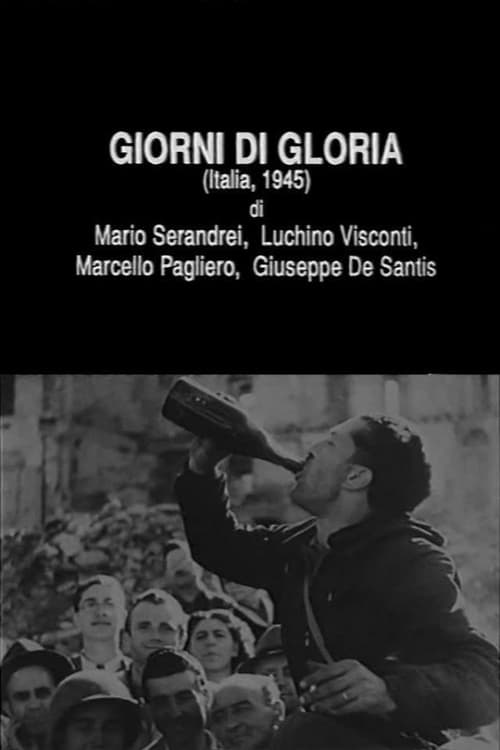 GIORNI DI GLORIA
(Italia, 1945)
di
Mario Serandrei, Luchino Visconti,
Marcello Pagliero, Giuseppe De Santis